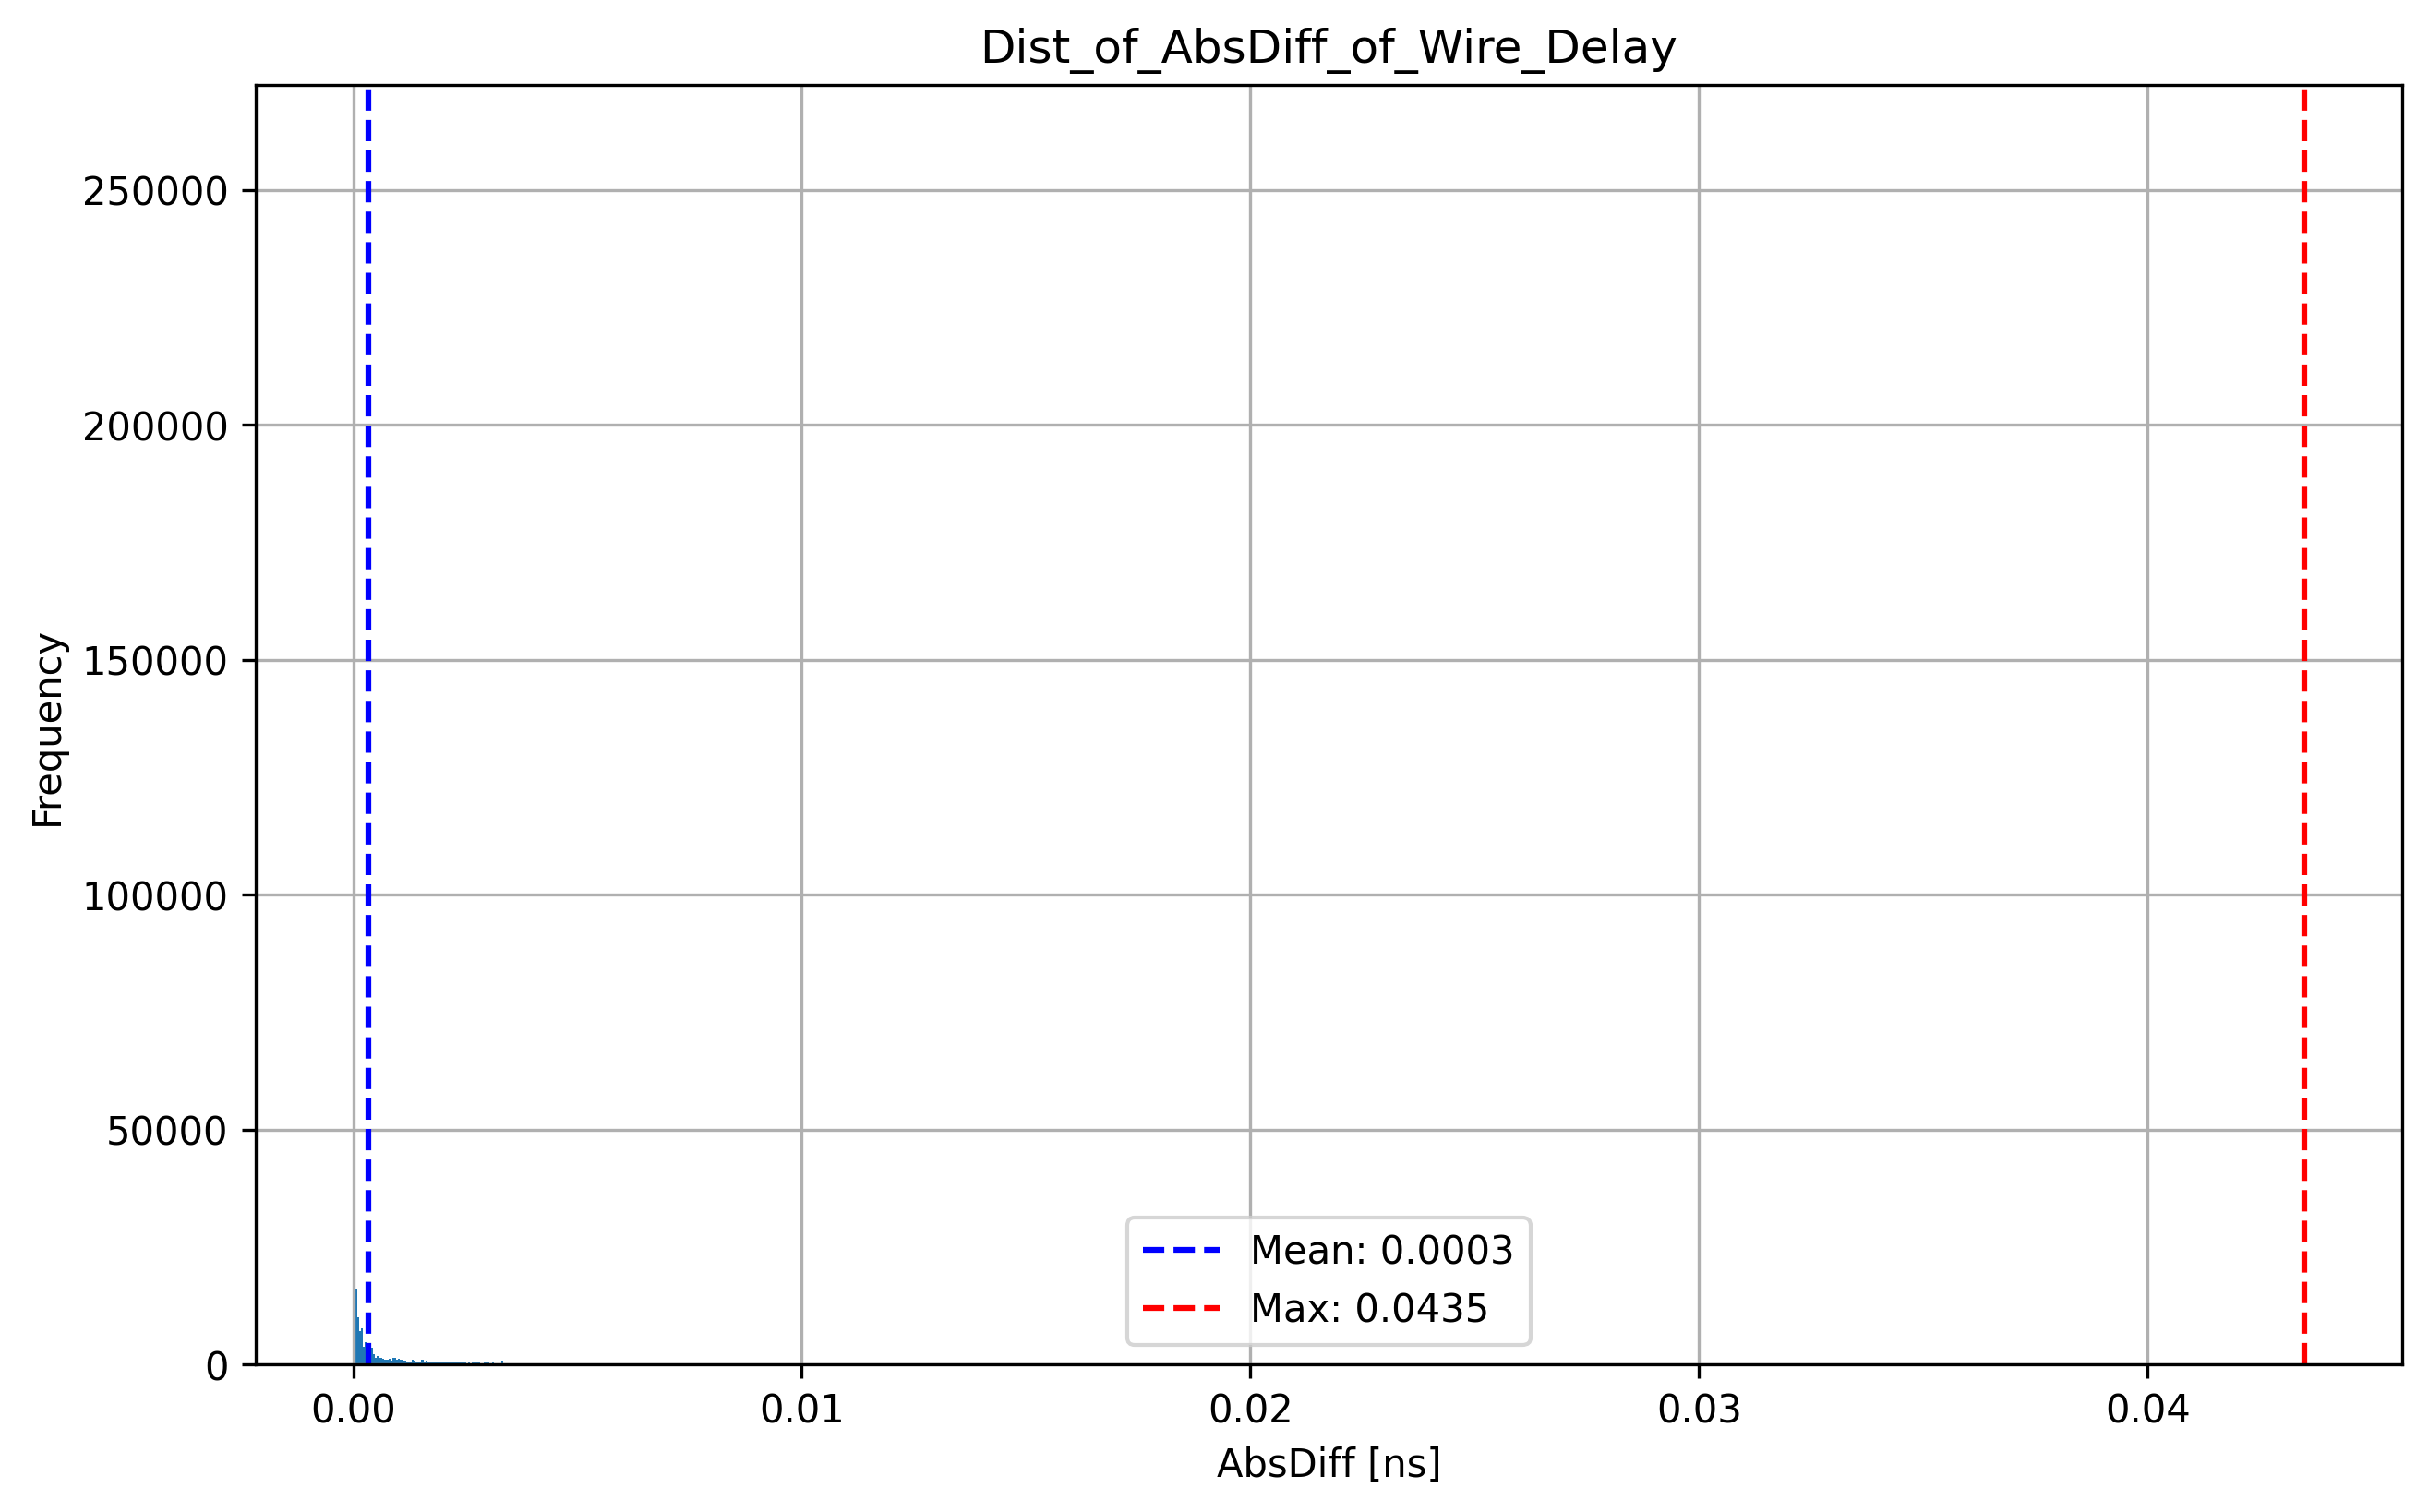 Dist_of_AbsDiff_of_Wire_Delay
Frequency
250000
200000
150000
100000
50000
0
Mean: 0.0003
Max: 0.0435
0.00 0.01 0.02 0.03 0.04
AbsDiff [ns]